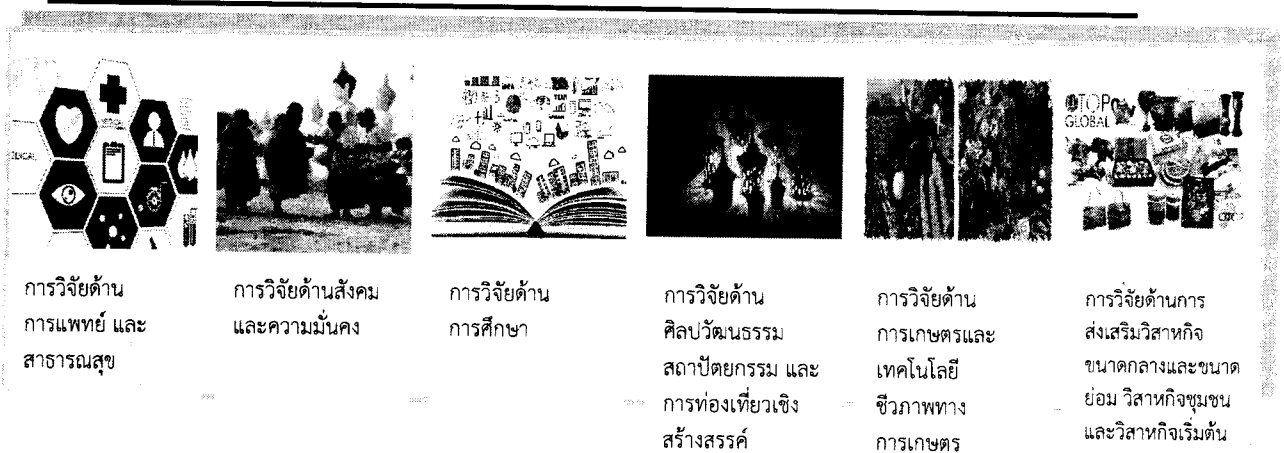 TOP
GLOBAL
การวิจัยด้าน
การแพทย์ และ
สาธารณสุข
การวิจัยด้านสังคม
และความมั่นคง
การวิจัยด้าน
การศึกษา
การวิจัยด้าน
ศิลปวัฒนธรรม
สถาปัตยกรรม และ
การท่องเที่ยวเชิง
สร้างสรรค์
การวิจัยด้าน
การเกษตรและ
เทคโนโลยี
ชีวภาพทาง
การเกษตร
การวิจัยด้านการ
ส่งเสริมวิสาหกิจ
ขนาดกลางและขนาด
ย่อม วิสาหกิจชุมชน
และวิสาหกิจเริ่มต้น